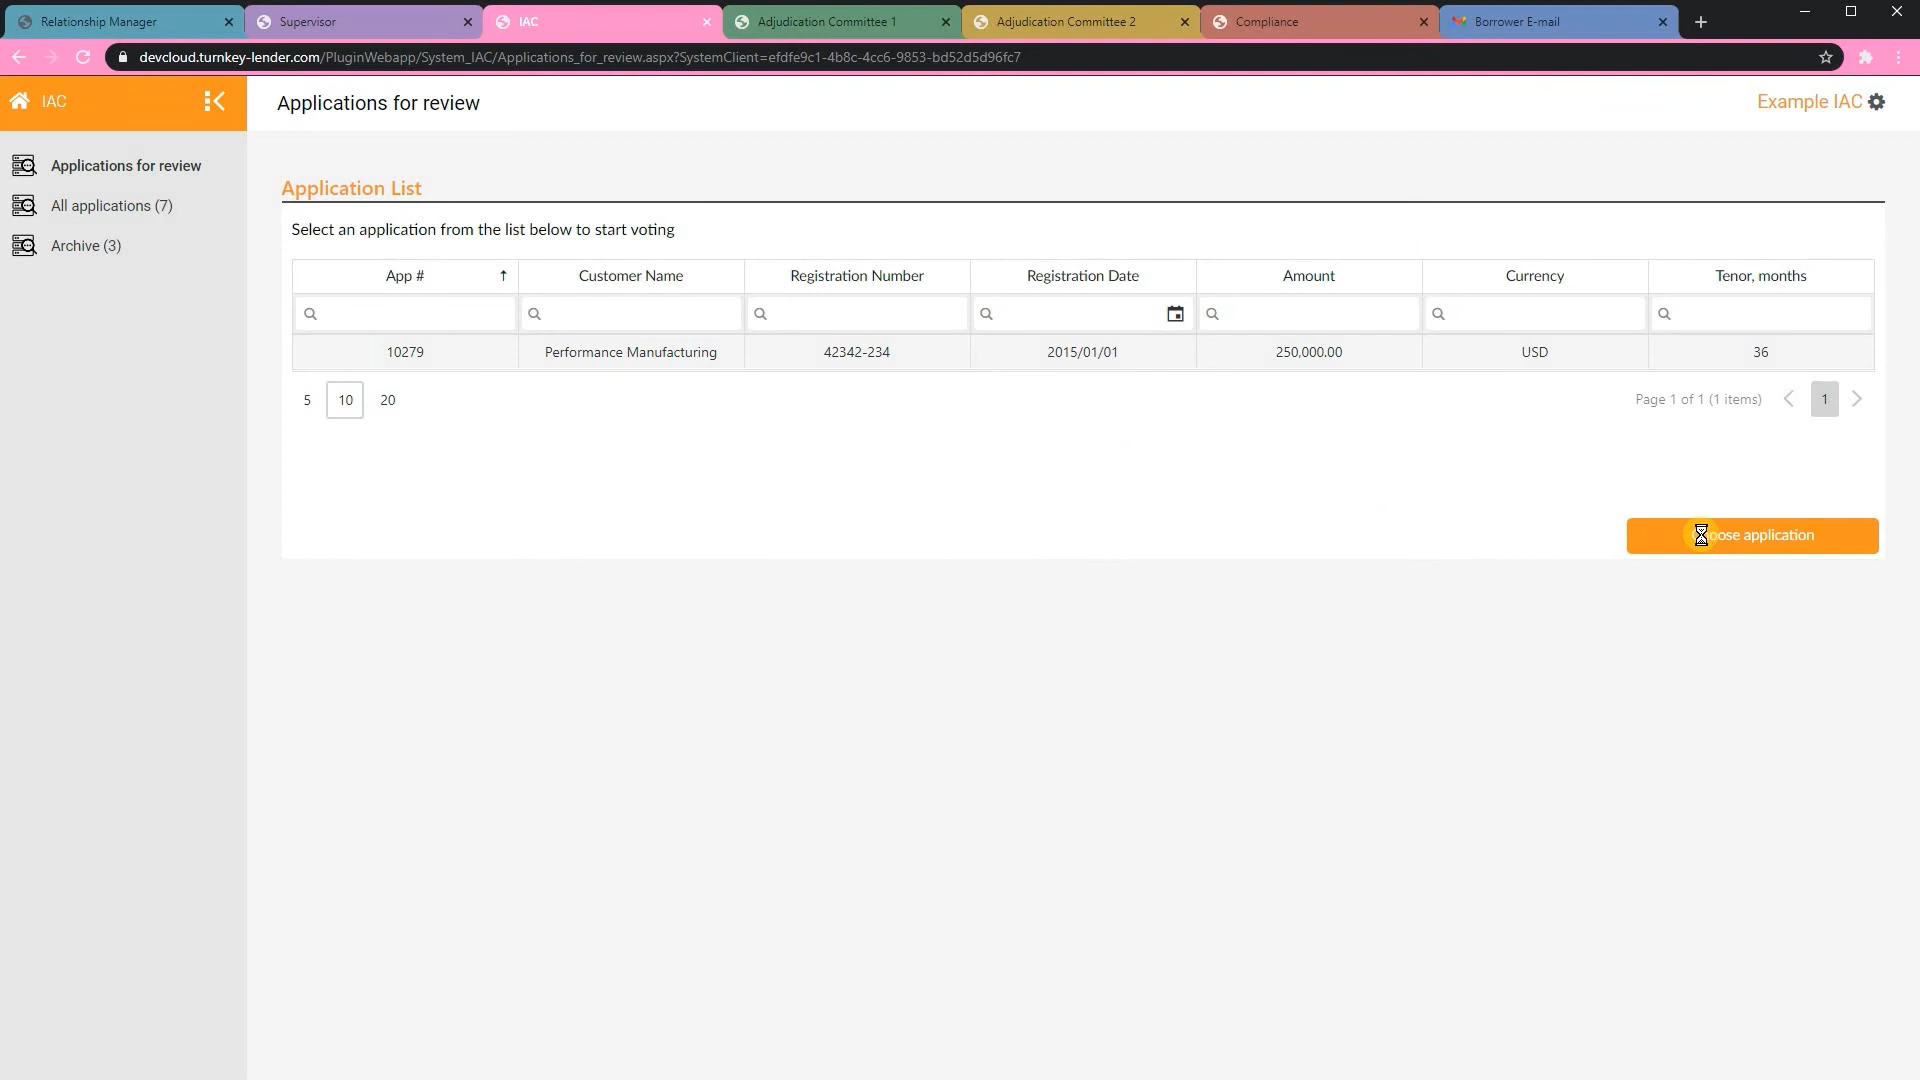 Relationship Manager
Supervisor
IAC
Adjudication Committee 1
Adjudication Committee 2
Compliance
Borrower E-mail
devcloud.turnkey-lender.com/PluginWebapp/System_IAC/Applications_for_review.aspx?SystemClient=efdfe9c1-4b8c-4cc6-9853-bd52d5d96fc7
IAC
Applications for review
Example IAC
Applications for review
All applications (7)
Archive (3)
Application List
Select an application from the list below to start voting
App # Customer Name Registration Number Registration Date Amount Currency Tenor, months
10279 Performance Manufacturing 42342-234 2015/01/01 250,000.00 USD 36
5 10 20
Page 1 of 1 (1 items) 1
application